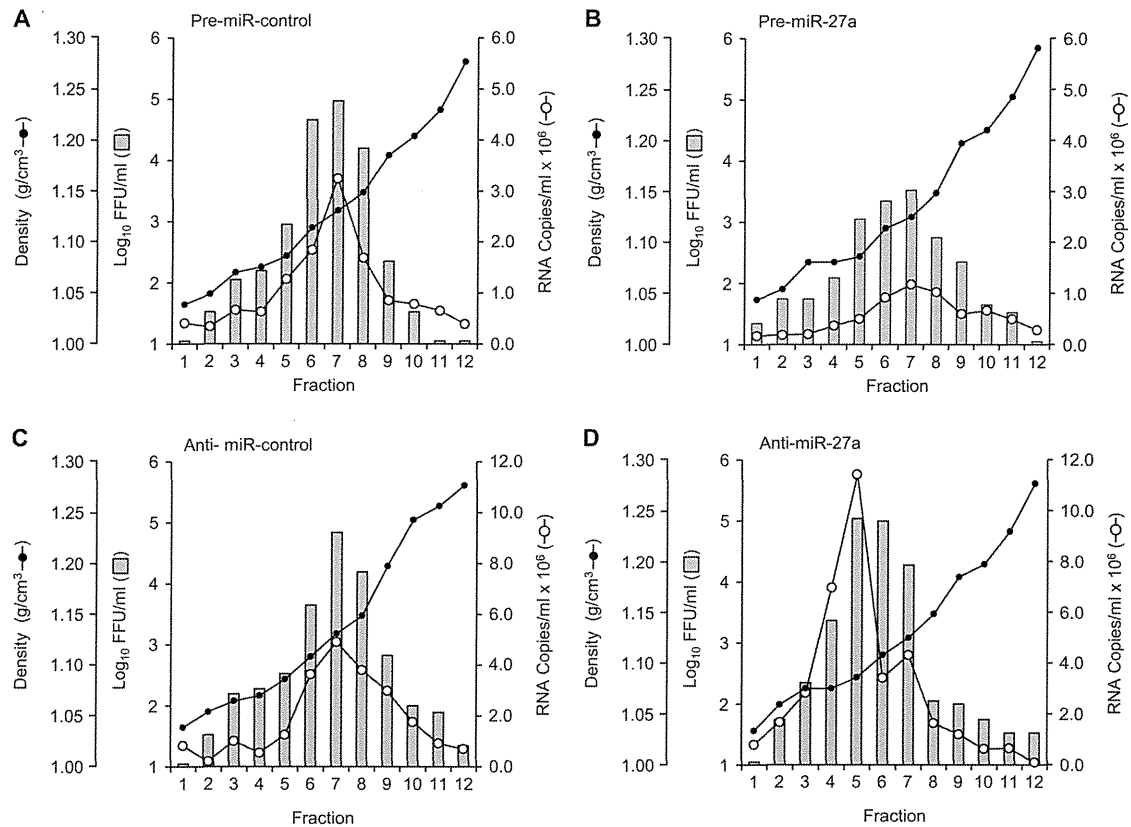 A
Pre-miR-control
Density (g/cm³ ●)
1.30
1.25
1.20
1.15
1.10
1.05
1.00
Log₁₀ FFU/ml ( )
6
5
4
3
2
1
6.0
5.0
4.0
3.0
2.0
1.0
0.0
RNA Copies/ml x 10⁶ (-○-)
1 2 3 4 5 6 7 8 9 10 11 12
Fraction
B
Pre-miR-27a
Density (g/cm³ ●)
1.30
1.25
1.20
1.15
1.10
1.05
1.00
Log₁₀ FFU/ml ( )
6
5
4
3
2
1
6.0
5.0
4.0
3.0
2.0
1.0
0.0
RNA Copies/ml x 10⁶ (-○-)
1 2 3 4 5 6 7 8 9 10 11 12
Fraction
C
Anti- miR-control
Density (g/cm³ ●)
1.30
1.25
1.20
1.15
1.10
1.05
1.00
Log₁₀ FFU/ml ( )
6
5
4
3
2
1
12.0
10.0
8.0
6.0
4.0
2.0
0.0
RNA Copies/ml x 10⁶ (-○-)
1 2 3 4 5 6 7 8 9 10 11 12
Fraction
D
Anti-miR-27a
Density (g/cm³ ●)
1.30
1.25
1.20
1.15
1.10
1.05
1.00
Log₁₀ FFU/ml ( )
6
5
4
3
2
1
12.0
10.0
8.0
6.0
4.0
2.0
0.0
RNA Copies/ml x 10⁶ (-○-)
1 2 3 4 5 6 7 8 9 10 11 12
Fraction